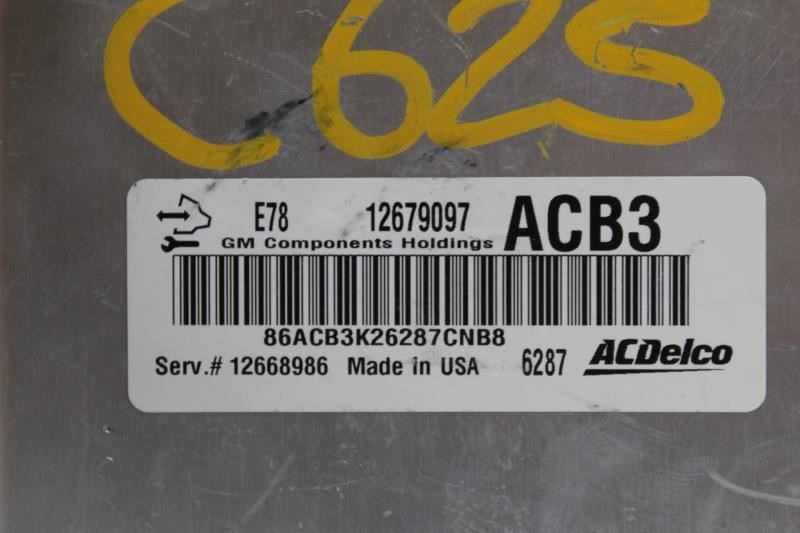 C625
E78 12679097 ACB3
GM Components Holdings
86ACB3K26287CNB8
Serv.# 12668986 Made in USA 6287 ACDelco